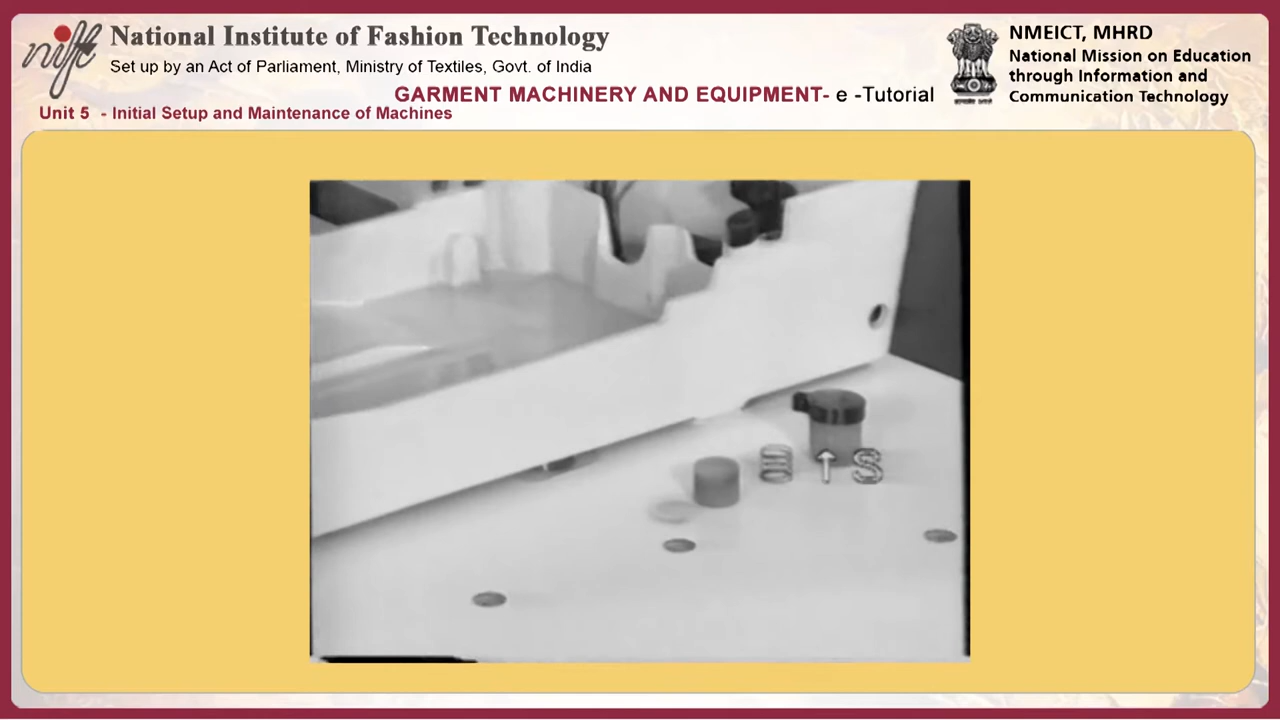 nift
National Institute of Fashion Technology
Set up by an Act of Parliament, Ministry of Textiles, Govt. of India
GARMENT MACHINERY AND EQUIPMENT- e -Tutorial
Unit 5 - Initial Setup and Maintenance of Machines
NMEICT, MHRD
National Mission on Education
through Information and
Communication Technology